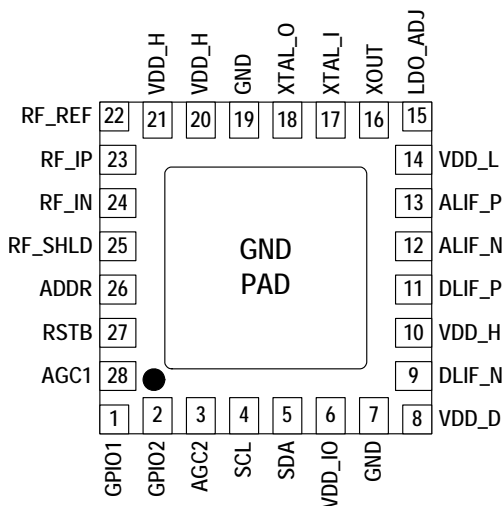 VDD_H
VDD_H
GND
XTAL_O
XTAL_I
XOUT
LDO_ADJ
RF_REF 22 21 20 19 18 17 16 15
RF_IP 23 14 VDD_L
RF_IN 24 13 ALIF_P
RF_SHLD 25 12 ALIF_N
GND
PAD
ADDR 26 11 DLIF_P
RSTB 27 10 VDD_H
AGC1 28 9 DLIF_N
1 2 3 4 5 6 7 8 VDD_D
GPIO1
GPIO2
AGC2
SCL
SDA
VDD_IO
GND